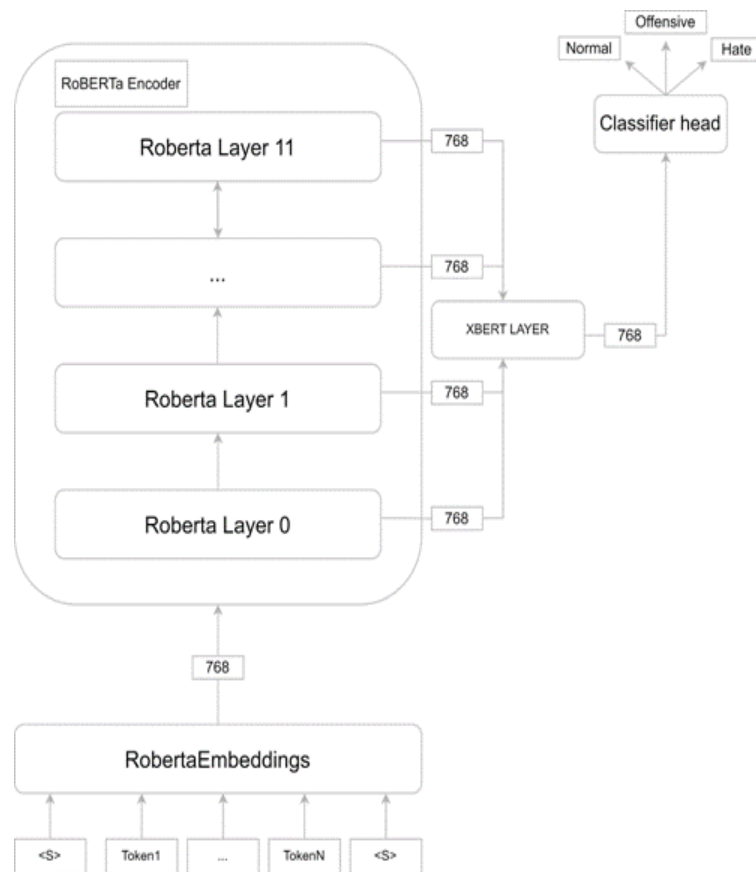 Offensive
Normal
Hate
Classifier head
RoBERTa Encoder
Roberta Layer 11
768
...
768
XBERT LAYER
768
Roberta Layer 1
768
Roberta Layer 0
768
768
RobertaEmbeddings
<S>
Token1
...
TokenN
<S>